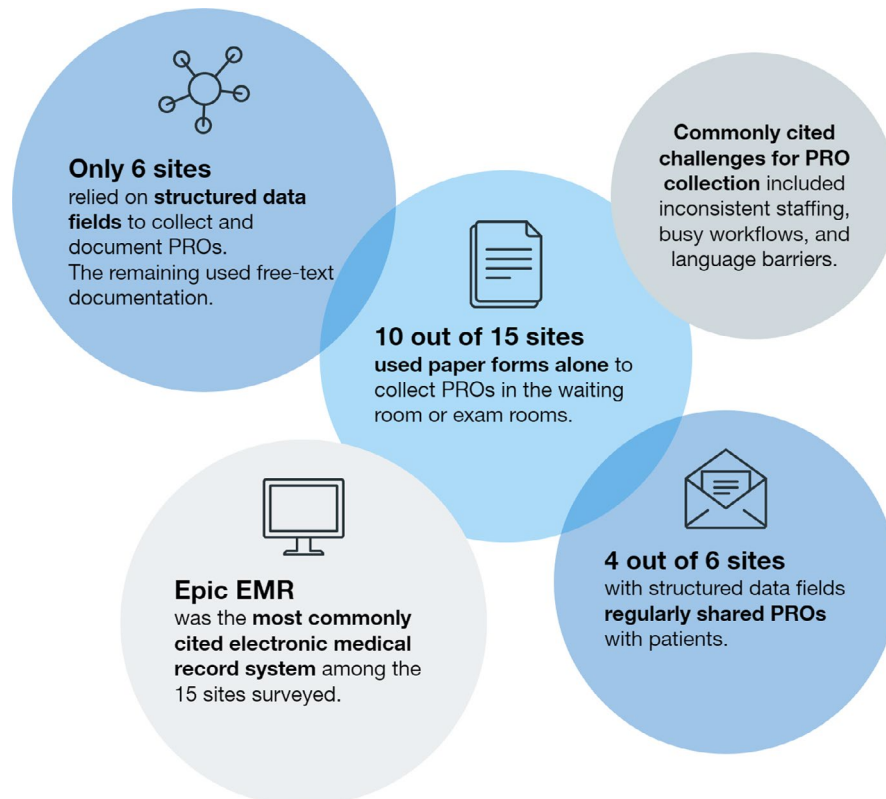 Only 6 sites
relied on structured data
fields to collect and
document PROs.
The remaining used free-text
documentation.
Commonly cited
challenges for PRO
collection included
inconsistent staffing,
busy workflows, and
language barriers.
10 out of 15 sites
used paper forms alone to
collect PROs in the waiting
room or exam rooms.
Epic EMR
was the most commonly
cited electronic medical
record system among the
15 sites surveyed.
4 out of 6 sites
with structured data fields
regularly shared PROs
with patients.